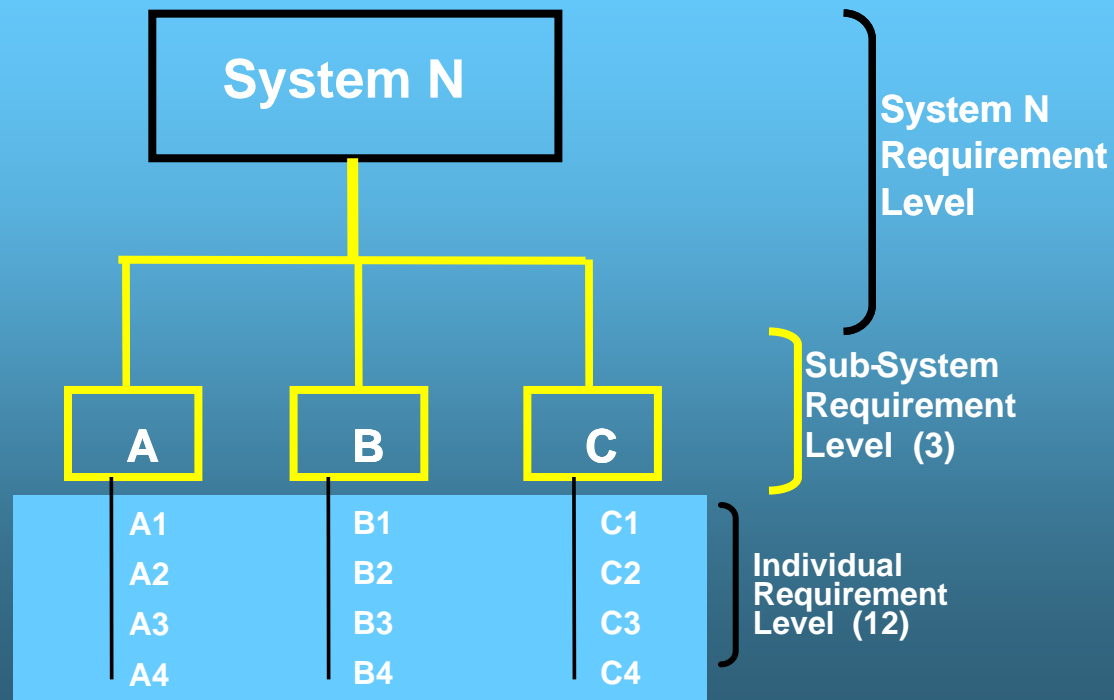 System N
System N
Requirement
Level
Sub-System
Requirement
Level (3)
A
B
C
A1
A2
A3
A4
B1
B2
B3
B4
C1
C2
C3
C4
Individual
Requirement
Level (12)